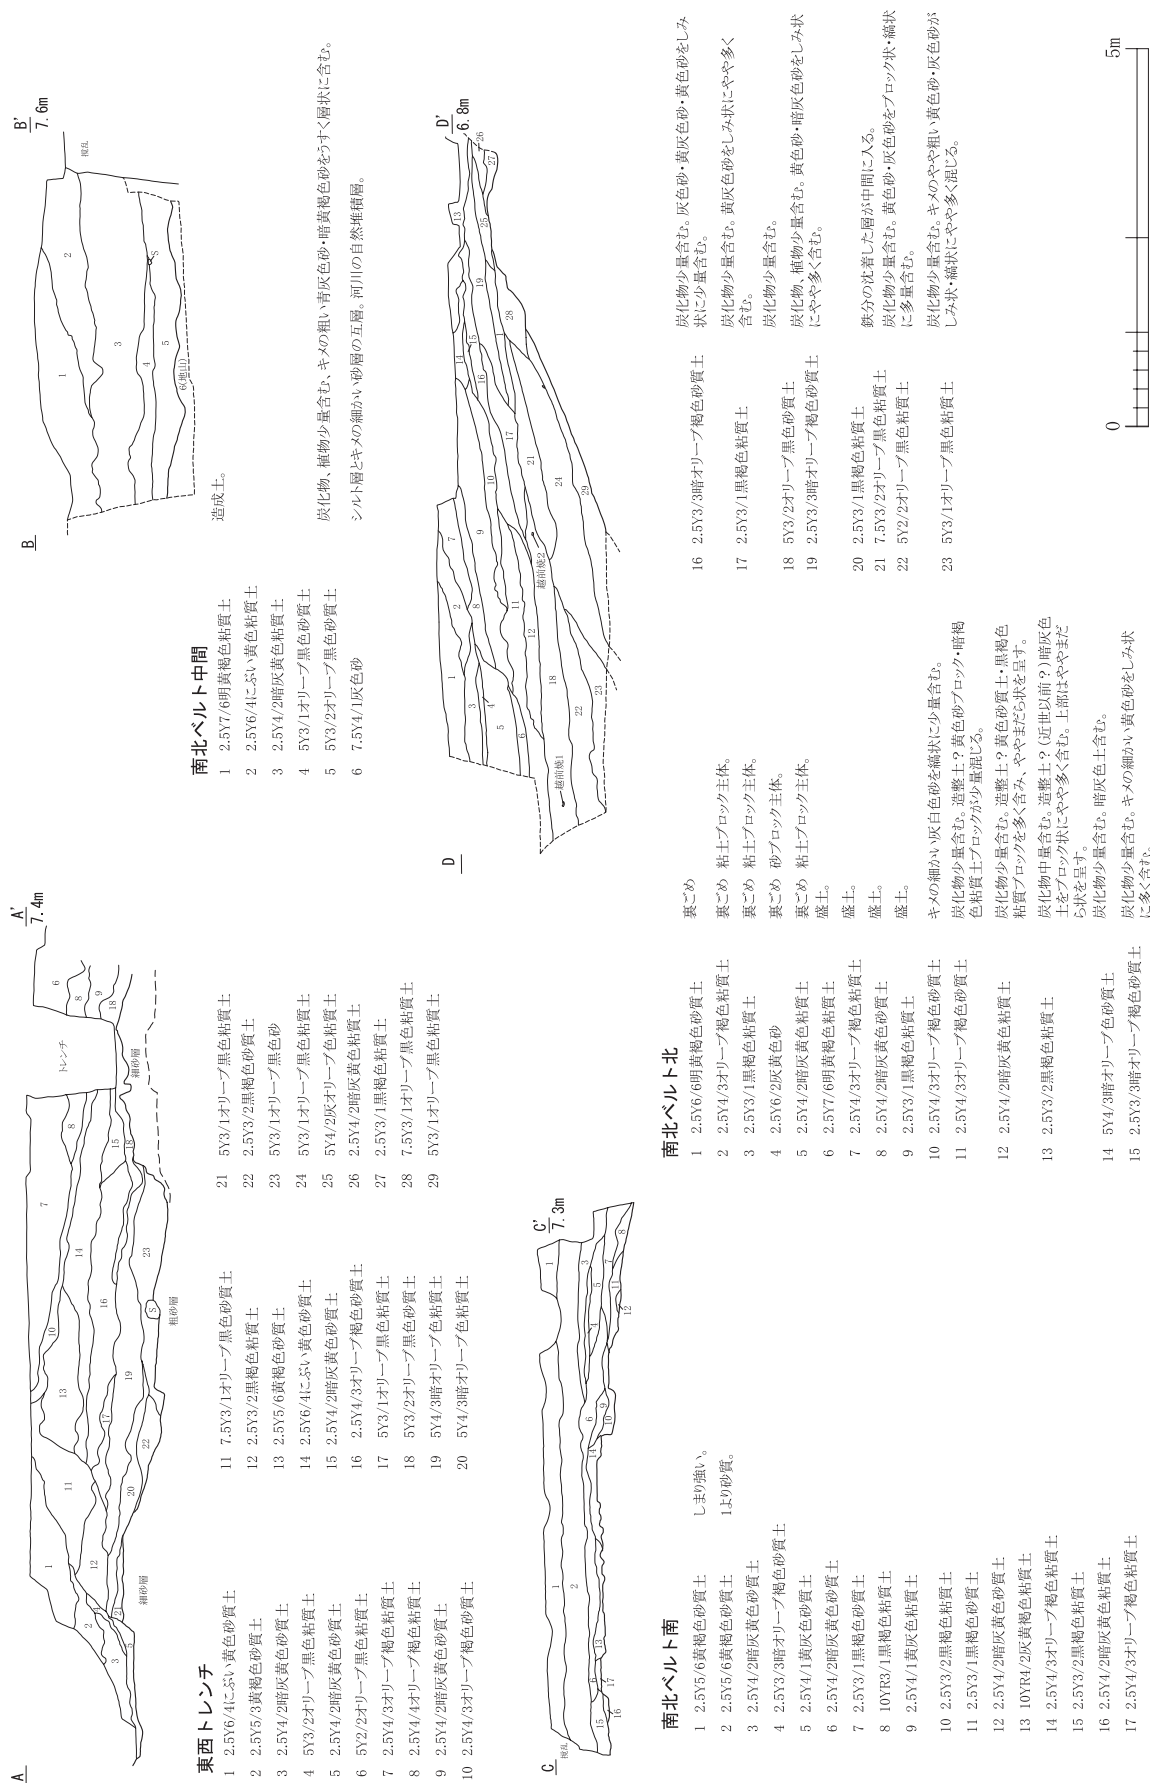 A
A'
7.4m
トレンチ
細砂層
細砂層
粗砂層
S
東西トレンチ
1 2.5Y6/4にぶい黄色砂質土
2 2.5Y5/3黄褐色砂質土
3 2.5Y4/2暗灰黄色砂質土
4 5Y3/2オリーブ黒色粘質土
5 2.5Y4/2暗灰黄色砂質土
6 5Y2/2オリーブ黒色粘質土
7 2.5Y4/3オリーブ褐色粘質土
8 2.5Y4/4オリーブ褐色粘質土
9 2.5Y4/2暗灰黄色砂質土
10 2.5Y4/3オリーブ褐色砂質土
11 7.5Y3/1オリーブ黒色砂質土
12 2.5Y3/2黒褐色粘質土
13 2.5Y5/6黄褐色砂質土
14 2.5Y6/4にぶい黄色砂質土
15 2.5Y4/2暗灰黄色砂質土
16 2.5Y4/3オリーブ褐色砂質土
17 5Y3/1オリーブ黒色粘質土
18 5Y3/2オリーブ黒色砂質土
19 5Y4/3暗オリーブ色粘質土
20 5Y4/3暗オリーブ色粘質土
21 5Y3/1オリーブ黒色粘質土
22 2.5Y3/2黒褐色砂質土
23 5Y3/1オリーブ黒色砂
24 5Y3/1オリーブ黒色粘質土
25 5Y4/2灰オリーブ色粘質土
26 2.5Y4/2暗灰黄色粘質土
27 2.5Y3/1黒褐色粘質土
28 7.5Y3/1オリーブ黒色粘質土
29 5Y3/1オリーブ黒色粘質土
B
B'
7.6m
攪乱
1
2
3
4
5
S
6(地山)
南北ベルト中間
1 2.5Y7/6明黄褐色粘質土 造成土。
2 2.5Y6/4にぶい黄色粘質土
3 2.5Y4/2暗灰黄色粘質土
4 5Y3/1オリーブ黒色砂質土
5 5Y3/2オリーブ黒色砂質土 炭化物、植物少量含む、キメの粗い青灰色砂・暗黄褐色砂をうすく層状に含む。
6 7.5Y4/1灰色砂 シルト層とキメの細かい砂層の互層。河川の自然堆積層。
C
C'
7.3m
攪乱
南北ベルト南
1 2.5Y5/6黄褐色砂質土 しまり強い。
2 2.5Y5/6黄褐色砂質土 1より砂質。
3 2.5Y4/2暗灰黄色砂質土
4 2.5Y3/3暗オリーブ褐色砂質土
5 2.5Y4/1黄灰色砂質土
6 2.5Y4/2暗灰黄色砂質土
7 2.5Y3/1黒褐色砂質土
8 10YR3/1黒褐色粘質土
9 2.5Y4/1黄灰色粘質土
10 2.5Y3/2黒褐色粘質土
11 2.5Y3/1黒褐色砂質土
12 2.5Y4/2暗灰黄色砂質土
13 10YR4/2灰黄褐色粘質土
14 2.5Y4/3オリーブ褐色粘質土
15 2.5Y3/2黒褐色粘質土
16 2.5Y4/2暗灰黄色粘質土
17 2.5Y4/3オリーブ褐色粘質土
D
D'
6.8m
越前焼1
越前焼2
南北ベルト北
1 2.5Y6/6明黄褐色砂質土 裏ごめ
2 2.5Y4/3オリーブ褐色粘質土 裏ごめ 粘土ブロック主体。
3 2.5Y3/1黒褐色粘質土 裏ごめ 粘土ブロック主体。
4 2.5Y6/2灰黄色砂 裏ごめ 砂ブロック主体。
5 2.5Y4/2暗灰黄色粘質土 裏ごめ 粘土ブロック主体。
6 2.5Y7/6明黄褐色粘質土 盛土。
7 2.5Y4/3オリーブ褐色粘質土 盛土。
8 2.5Y4/2暗灰黄色砂質土 盛土。
9 2.5Y3/1黒褐色粘質土 盛土。
10 2.5Y4/3オリーブ褐色砂質土 キメの細かい灰白色砂を縞状に少量含む。
11 2.5Y4/3オリーブ褐色砂質土 炭化物少量含む。造整土？黄色砂ブロック・暗褐
色粘質土ブロックが少量混じる。
12 2.5Y4/2暗灰黄色粘質土 炭化物少量含む。造整土？黄色砂質土・黒褐色
粘質ブロックを多く含み、ややまだら状を呈す。
13 2.5Y3/2黒褐色粘質土 炭化物中量含む。造整土？(近世以前？)暗灰色
土をブロック状にやや多く含む。上部はややまだ
ら状を呈す。
14 5Y4/3暗オリーブ色砂質土 炭化物少量含む。暗灰色土含む。
15 2.5Y3/3暗オリーブ褐色砂質土 炭化物少量含む。キメの細かい黄色砂をしみ状
に多く含む。
16 2.5Y3/3暗オリーブ褐色砂質土 炭化物少量含む。灰色砂・黄灰色砂・黄色砂をしみ
状に少量含む。
17 2.5Y3/1黒褐色粘質土 炭化物少量含む。黄灰色砂をしみ状にやや多く
含む。
18 5Y3/2オリーブ黒色砂質土 炭化物少量含む。
19 2.5Y3/3暗オリーブ褐色砂質土 炭化物、植物少量含む。黄色砂・暗灰色砂をしみ状
にやや多く含む。
20 2.5Y3/1黒褐色粘質土
21 7.5Y3/2オリーブ黒色粘質土 鉄分の沈着した層が中間に入る。
22 5Y2/2オリーブ黒色粘質土 炭化物少量含む。黄色砂・灰色砂をブロック状・縞状
に多量含む。
23 5Y3/1オリーブ黒色粘質土 炭化物少量含む。キメのやや粗い黄色砂・灰色砂が
しみ状・縞状にやや多く混じる。
0
5m